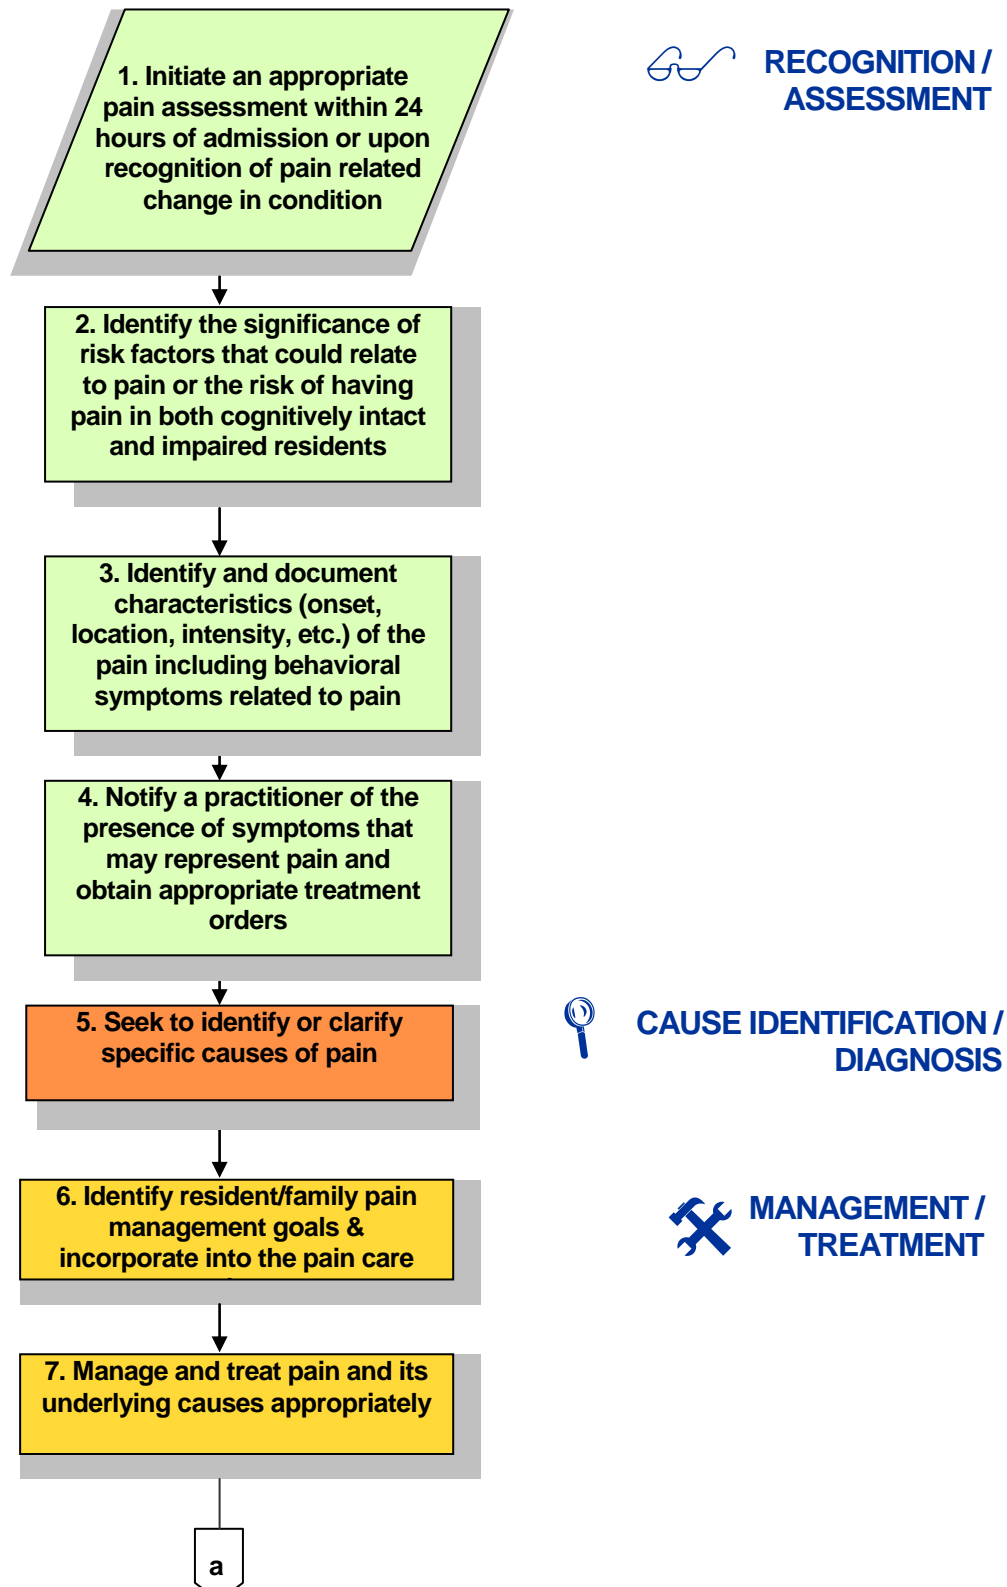 1. Initiate an appropriate
pain assessment within 24
hours of admission or upon
recognition of pain related
change in condition
RECOGNITION /
ASSESSMENT
2. Identify the significance of
risk factors that could relate
to pain or the risk of having
pain in both cognitively intact
and impaired residents
3. Identify and document
characteristics (onset,
location, intensity, etc.) of the
pain including behavioral
symptoms related to pain
4. Notify a practitioner of the
presence of symptoms that
may represent pain and
obtain appropriate treatment
orders
5. Seek to identify or clarify
specific causes of pain
CAUSE IDENTIFICATION /
DIAGNOSIS
6. Identify resident/family pain
management goals &
incorporate into the pain care
MANAGEMENT /
TREATMENT
7. Manage and treat pain and its
underlying causes appropriately
a